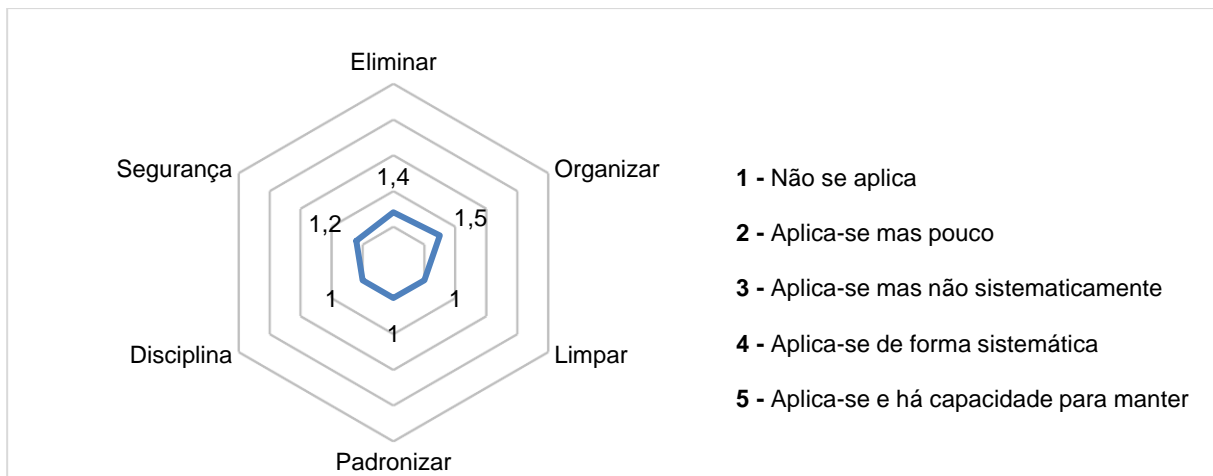 Eliminar
Segurança
Organizar
1,4
1,2
1,5
1
1
1
Disciplina
Limpar
Padronizar
1 - Não se aplica
2 - Aplica-se mas pouco
3 - Aplica-se mas não sistematicamente
4 - Aplica-se de forma sistemática
5 - Aplica-se e há capacidade para manter